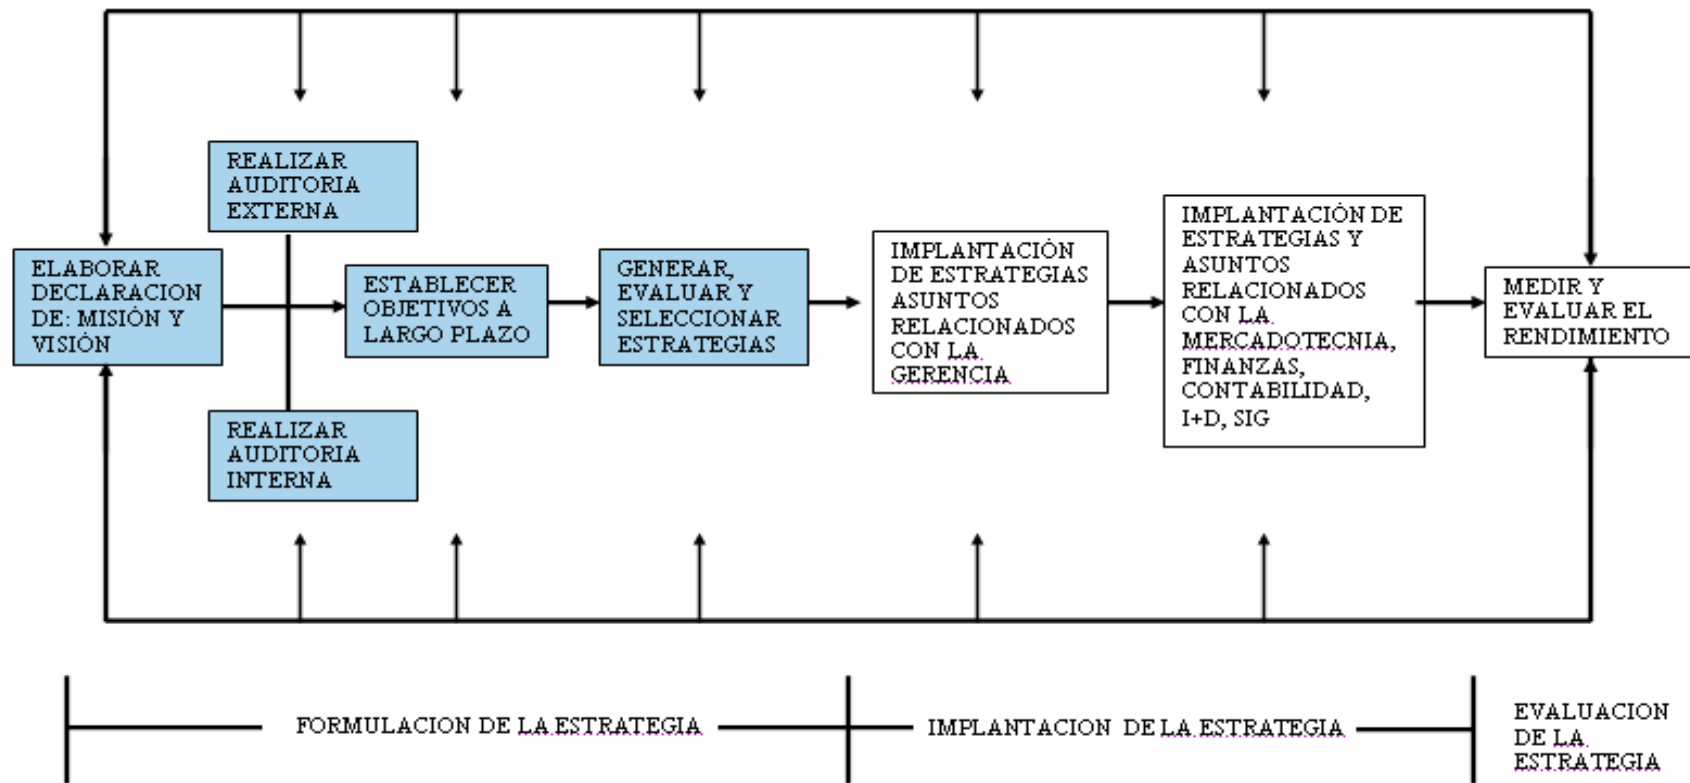 REALIZAR
AUDITORIA
EXTERNA
ELABORAR
DECLARACION
DE: MISIÓN Y
VISIÓN
REALIZAR
AUDITORIA
INTERNA
ESTABLECER
OBJETIVOS A
LARGO PLAZO
GENERAR,
EVALUAR Y
SELECCIONAR
ESTRATEGIAS
IMPLANTACIÓN
DE ESTRATEGIAS
ASUNTOS
RELACIONADOS
CON LA
GERENCIA
IMPLANTACIÓN DE
ESTRATEGIAS Y
ASUNTOS
RELACIONADOS
CON LA
MERCADOTECNIA,
FINANZAS,
CONTABILIDAD,
I+D, SIG
MEDIR Y
EVALUAR EL
RENDIMIENTO
FORMULACION DE LA ESTRATEGIA
IMPLANTACION DE LA ESTRATEGIA
EVALUACION
DE LA
ESTRATEGIA